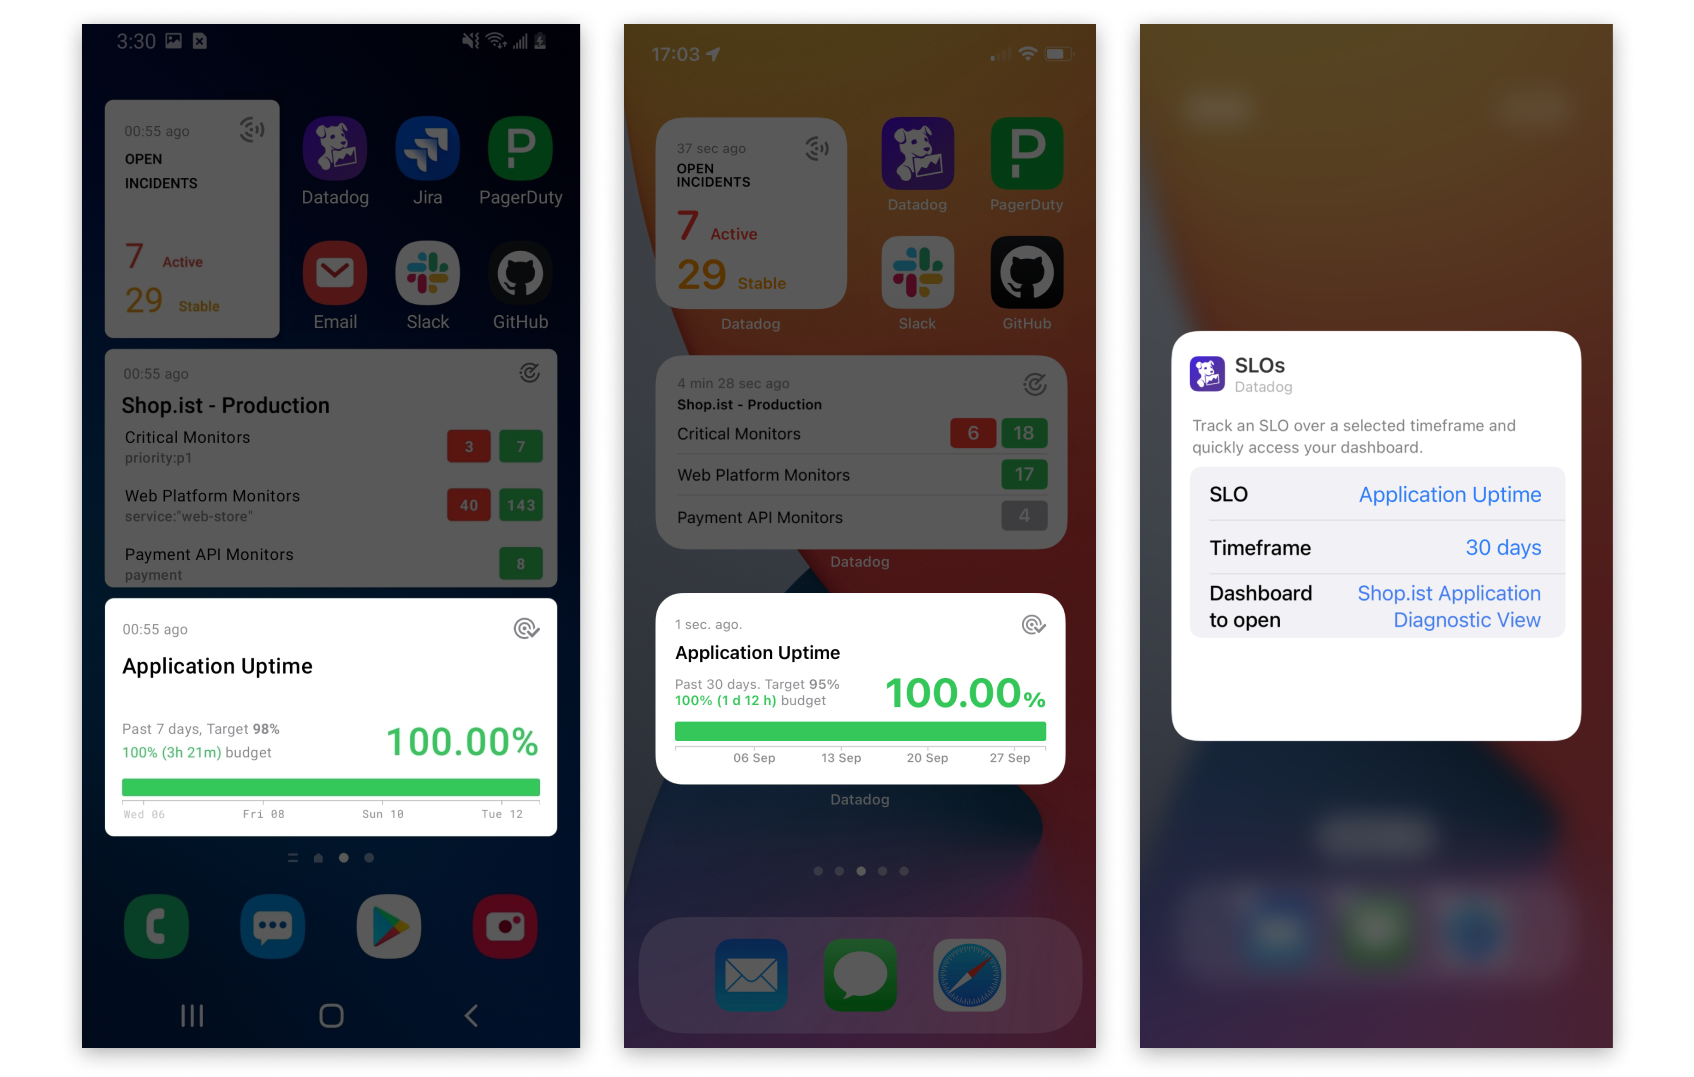 3:30
00:55 ago
OPEN
INCIDENTS
7 Active
29 Stable
Datadog
Jira
PagerDuty
Email
Slack
GitHub
00:55 ago
Shop.ist - Production
Critical Monitors
priority:p1
3
7
Web Platform Monitors
service:"web-store"
40
143
Payment API Monitors
payment
8
00:55 ago
Application Uptime
Past 7 days, Target 98%
100% (3h 21m) budget
100.00%
Wed 06
Fri 08
Sun 10
Tue 12
17:03
37 sec ago
OPEN
INCIDENTS
7 Active
29 Stable
Datadog
Datadog
PagerDuty
Slack
GitHub
4 min 28 sec ago
Shop.ist - Production
Critical Monitors
6
18
Web Platform Monitors
17
Payment API Monitors
4
Datadog
1 sec. ago.
Application Uptime
Past 30 days. Target 95%
100% (1 d 12 h) budget
100.00%
06 Sep
13 Sep
20 Sep
27 Sep
Datadog
SLOs
Datadog
Track an SLO over a selected timeframe and
quickly access your dashboard.
SLO
Application Uptime
Timeframe
30 days
Dashboard
to open
Shop.ist Application
Diagnostic View